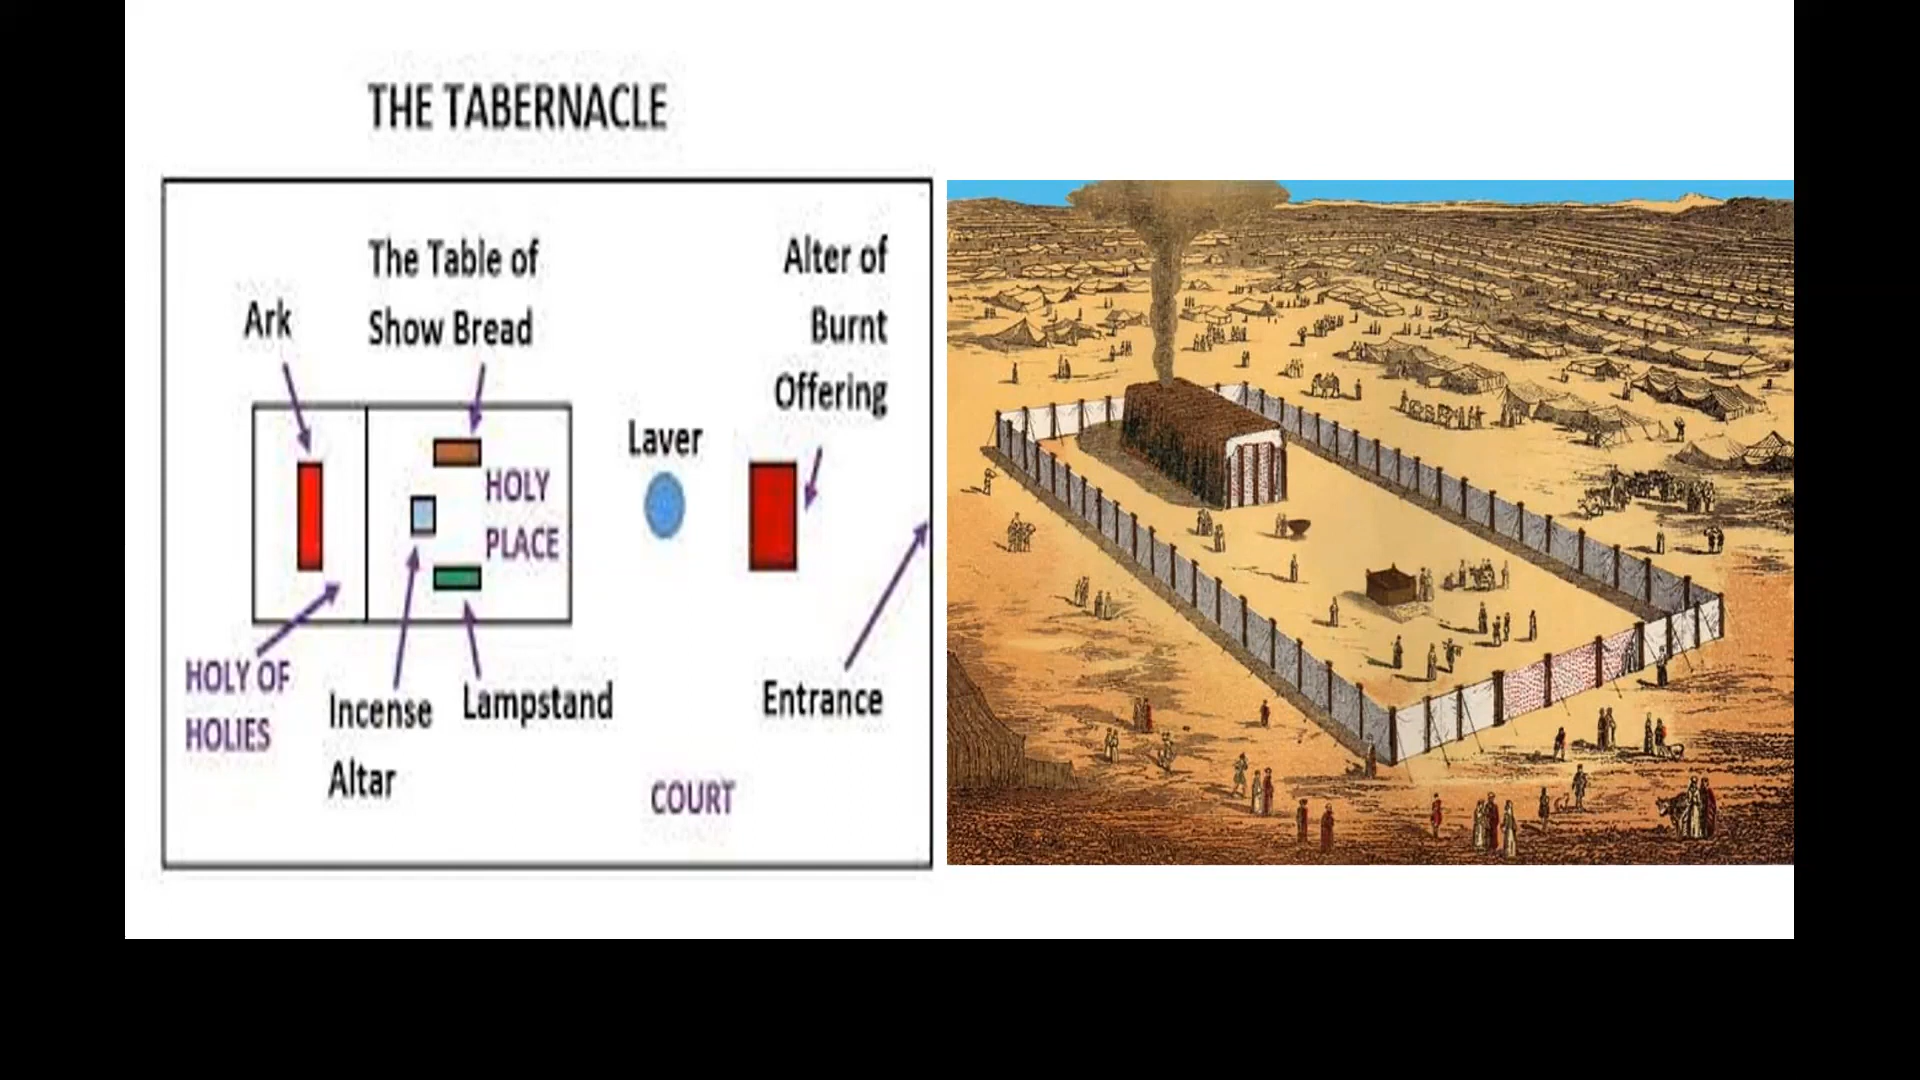 THE TABERNACLE
The Table of
Show Bread
Alter of
Burnt
Offering
Ark
Laver
HOLY
PLACE
HOLY OF
HOLIES
Incense
Altar
Lampstand
Entrance
COURT